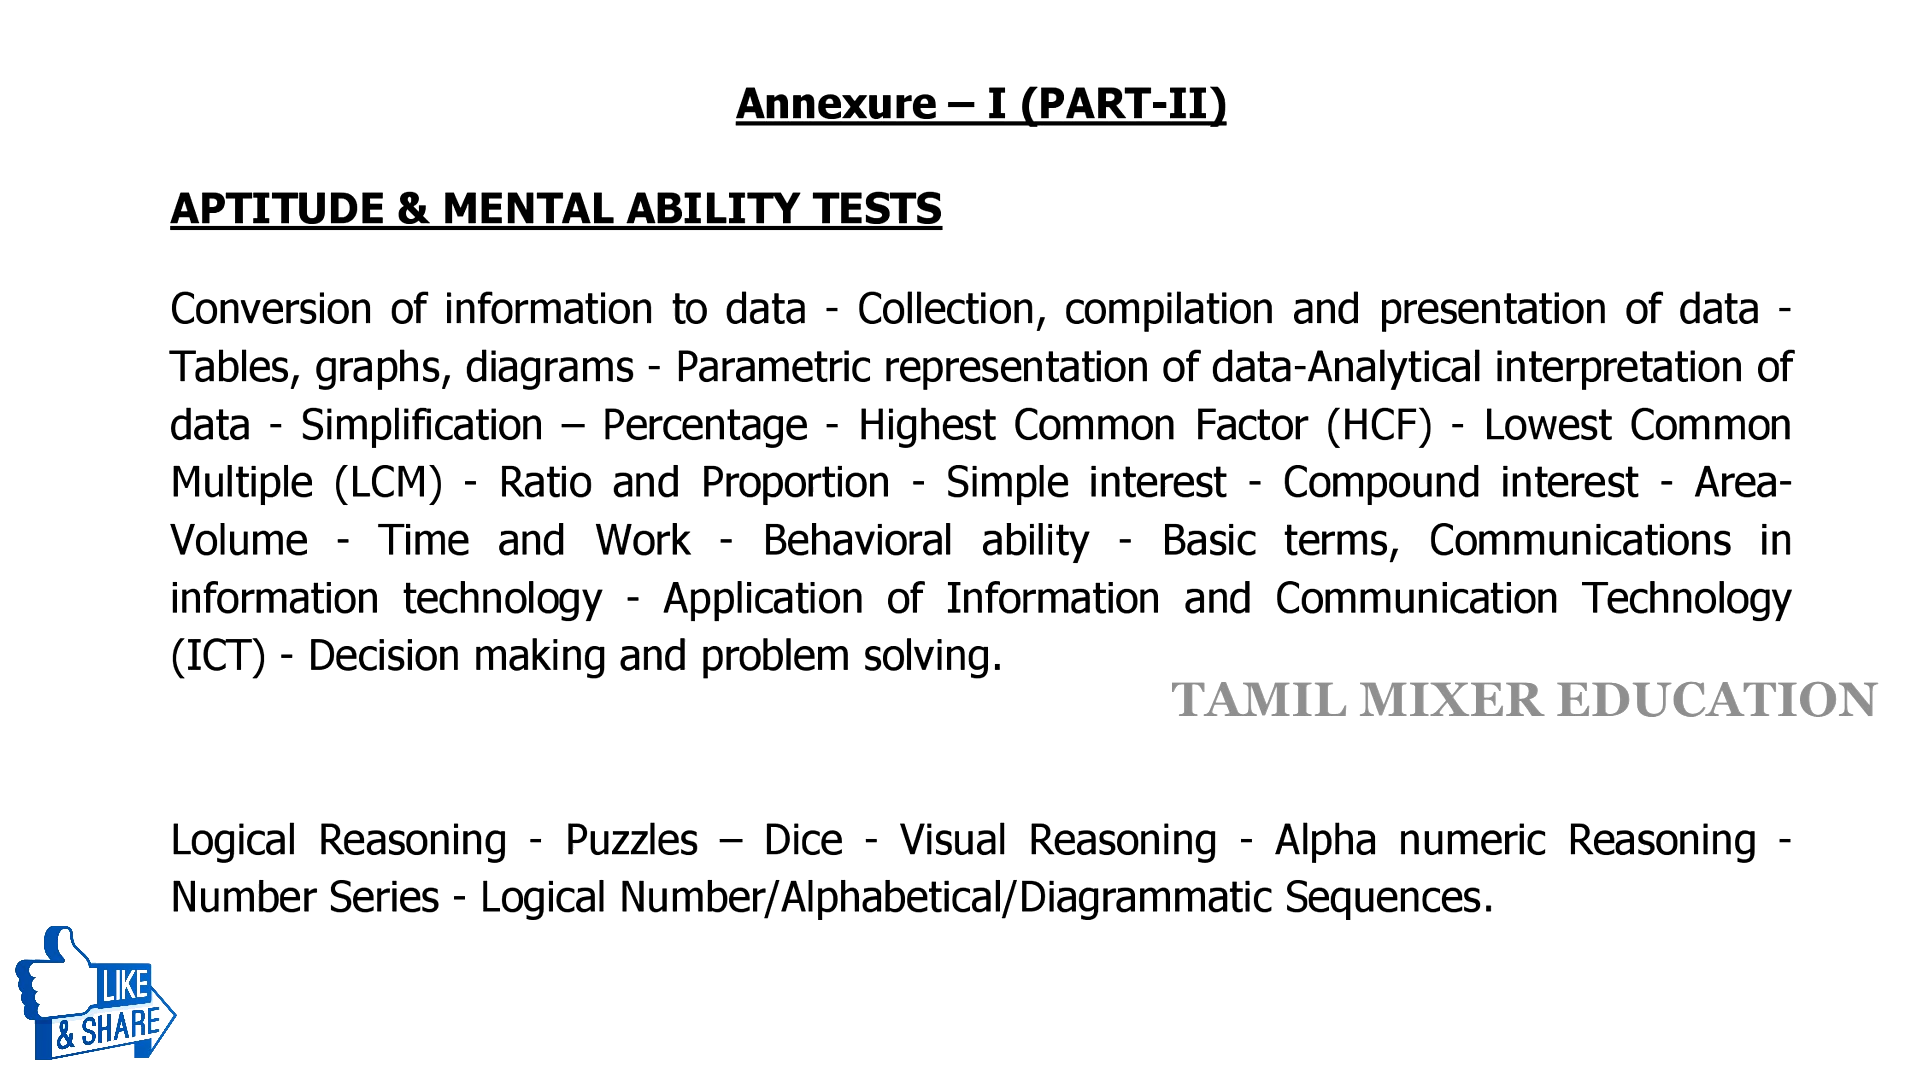 Annexure – I (PART-II)
APTITUDE & MENTAL ABILITY TESTS
Conversion of information to data - Collection, compilation and presentation of data -
Tables, graphs, diagrams - Parametric representation of data-Analytical interpretation of
data - Simplification – Percentage - Highest Common Factor (HCF) - Lowest Common
Multiple (LCM) - Ratio and Proportion - Simple interest - Compound interest - Area-
Volume - Time and Work - Behavioral ability - Basic terms, Communications in
information technology - Application of Information and Communication Technology
(ICT) - Decision making and problem solving.
TAMIL MIXER EDUCATION
Logical Reasoning - Puzzles – Dice - Visual Reasoning - Alpha numeric Reasoning -
Number Series - Logical Number/Alphabetical/Diagrammatic Sequences.
LIKE
& SHARE